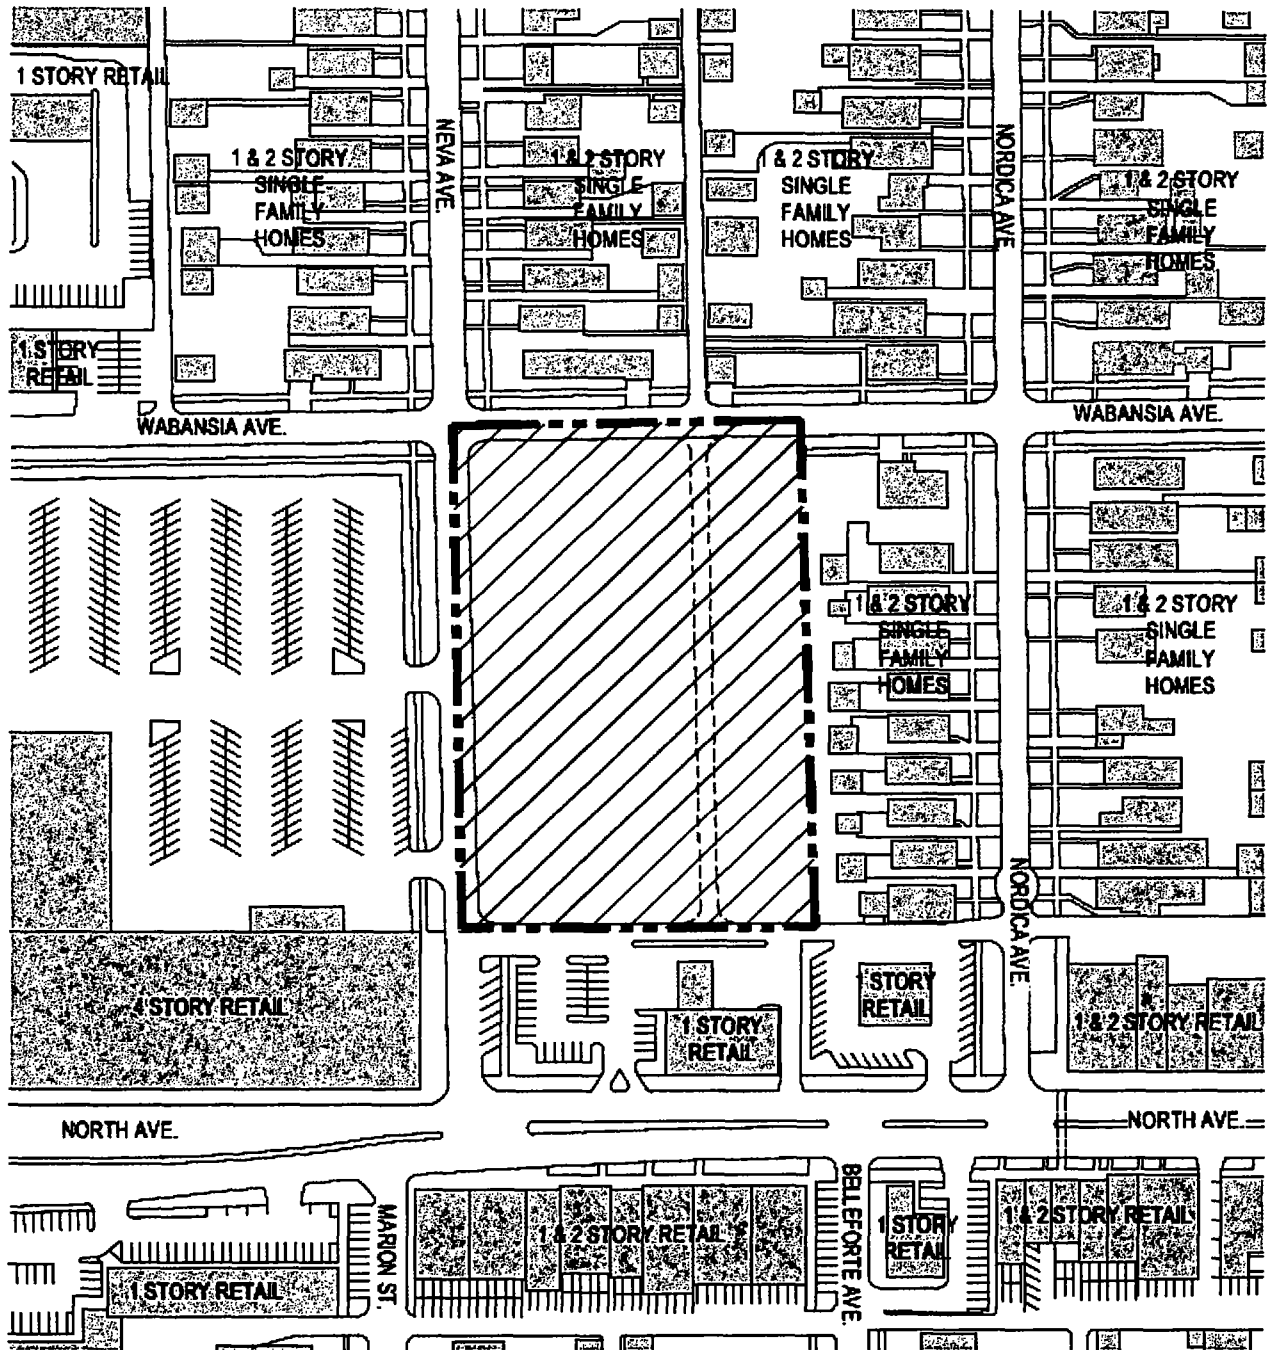 1 STORY RETAIL
NEVA AVE.
NORDICA AVE.
1 & 2 STORY
SINGLE
FAMILY
HOMES
1 & 2 STORY
SINGLE
FAMILY
HOMES
1 & 2 STORY
SINGLE
FAMILY
HOMES
1 & 2 STORY
SINGLE
FAMILY
HOMES
1 STORY
RETAIL
WABANSIA AVE.
WABANSIA AVE.
1 & 2 STORY
SINGLE
FAMILY
HOMES
1 & 2 STORY
SINGLE
FAMILY
HOMES
NORDICA AVE.
4 STORY RETAIL
1 STORY
RETAIL
1 STORY
RETAIL
1 & 2 STORY RETAIL
NORTH AVE.
NORTH AVE.
MARION ST.
1 & 2 STORY RETAIL
BELLEFORTE AVE.
1 STORY
RETAIL
1 & 2 STORY RETAIL
1 STORY RETAIL